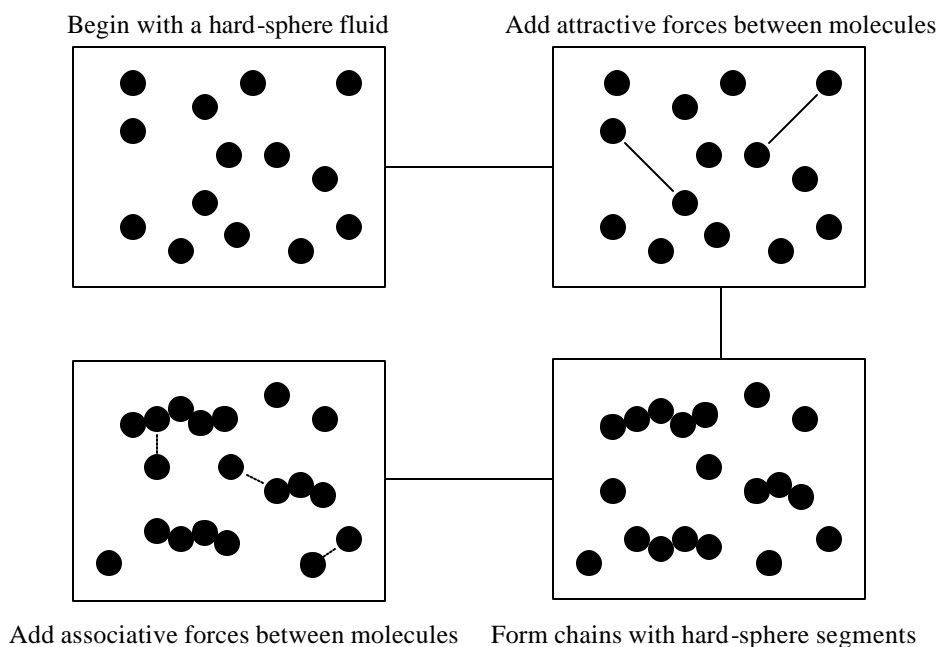 Begin with a hard-sphere fluid
Add attractive forces between molecules
Add associative forces between molecules
Form chains with hard-sphere segments